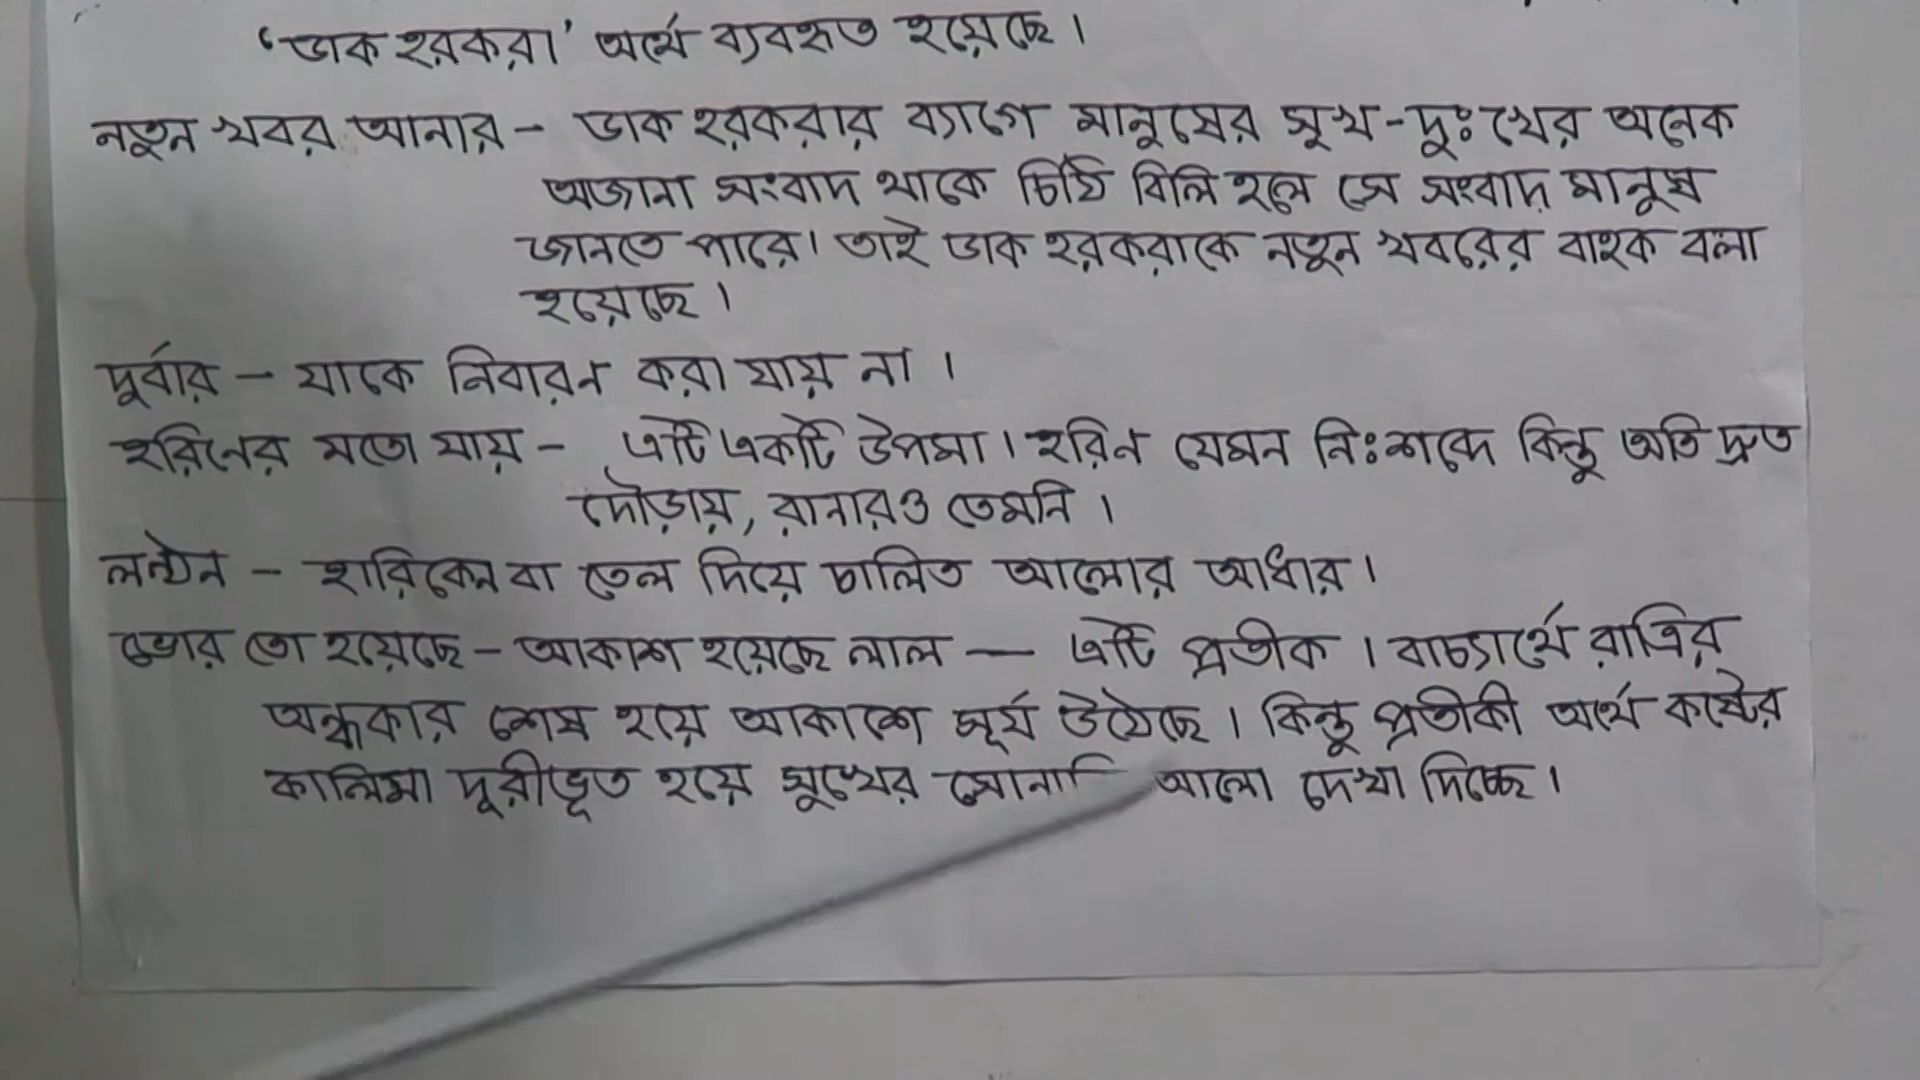 ‘ডাক হরকরা’ অর্থে ব্যবহৃত হয়েছে।
নতুন খবর আনার - ডাক হরকরার ব্যাগে মানুষের সুখ-দুঃখের অনেক
অজানা সংবাদ থাকে চিঠি বিলি হলে সে সংবাদ মানুষ
জানতে পারে। তাই ডাক হরকরাকে নতুন খবরের বাহক বলা
হয়েছে।
দুর্বার - যাকে নিবারন করা যায় না।
হরিনের মতো যায় - এটি একটি উপমা। হরিন যেমন নিঃশব্দে কিন্তু অতি দ্রুত
দৌড়ায়, রানারও তেমনি।
লন্ঠন - হারিকেন বা তেল দিয়ে চালিত আলোর আধার।
ভোর তো হয়েছে - আকাশ হয়েছে লাল — এটি প্রতীক। বাচ্যার্থে রাত্রির
অন্ধকার শেষ হয়ে আকাশে সূর্য উঠেছে। কিন্তু প্রতীকী অর্থে কষ্টের
কালিমা দূরীভূত হয়ে সুখের আলো দেখা দিচ্ছে।